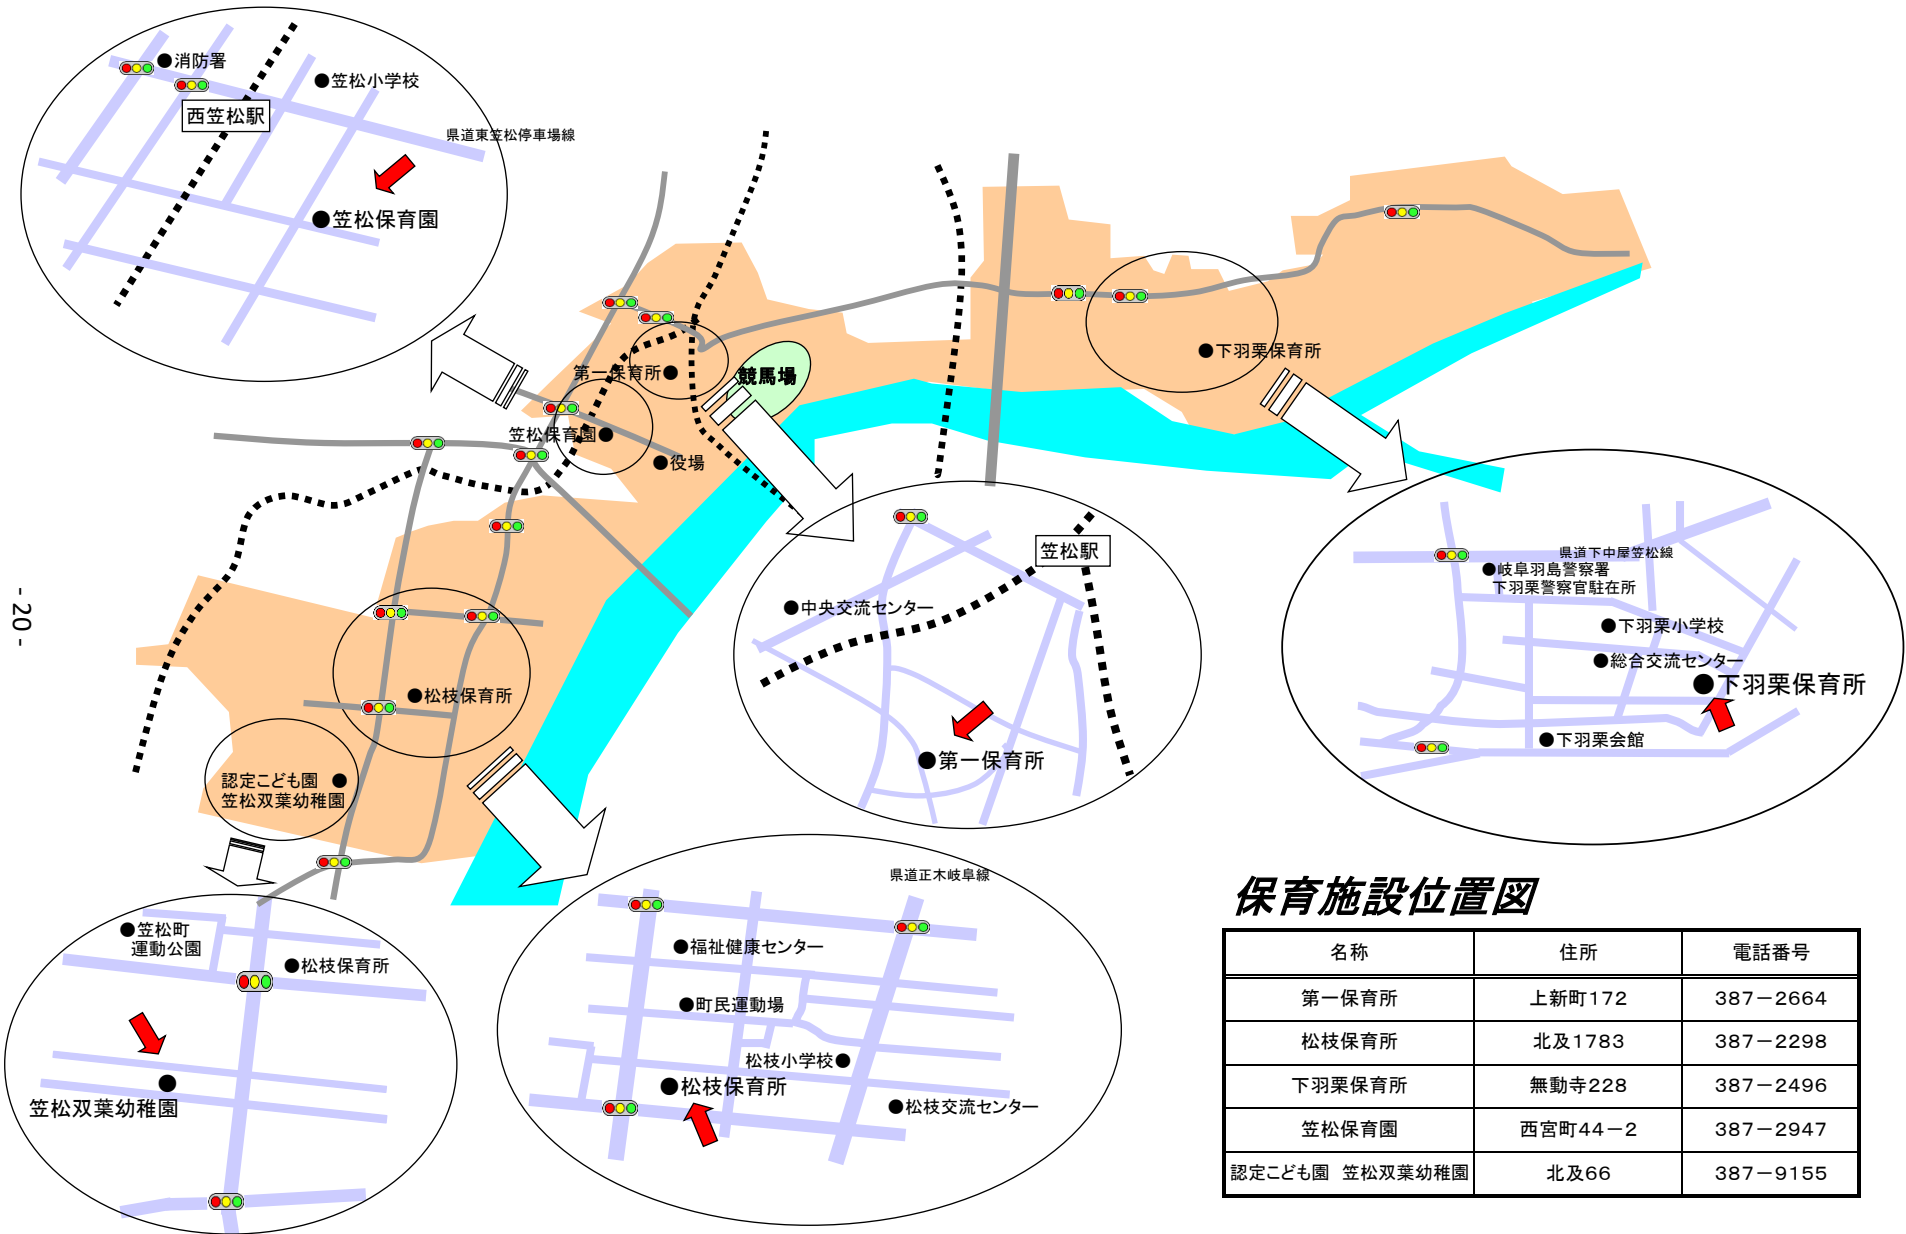 ●消防署
●笠松小学校
西笠松駅
県道東笠松停車場線
●笠松保育園
第一保育所●
競馬場
笠松保育園●
●役場
●下羽栗保育所
●松枝保育所
認定こども園 ●
笠松双葉幼稚園
笠松駅
●中央交流センター
●第一保育所
県道下中屋笠松線
●岐阜羽島警察署
下羽栗警察官駐在所
●下羽栗小学校
●総合交流センター
●下羽栗保育所
●下羽栗会館
●笠松町
運動公園
●松枝保育所
●
笠松双葉幼稚園
県道正木岐阜線
●福祉健康センター
●町民運動場
松枝小学校●
●松枝保育所
●松枝交流センター
保育施設位置図
名称 住所 電話番号
第一保育所 上新町172 387－2664
松枝保育所 北及1783 387－2298
下羽栗保育所 無動寺228 387－2496
笠松保育園 西宮町44－2 387－2947
認定こども園 笠松双葉幼稚園 北及66 387－9155
- 20 -